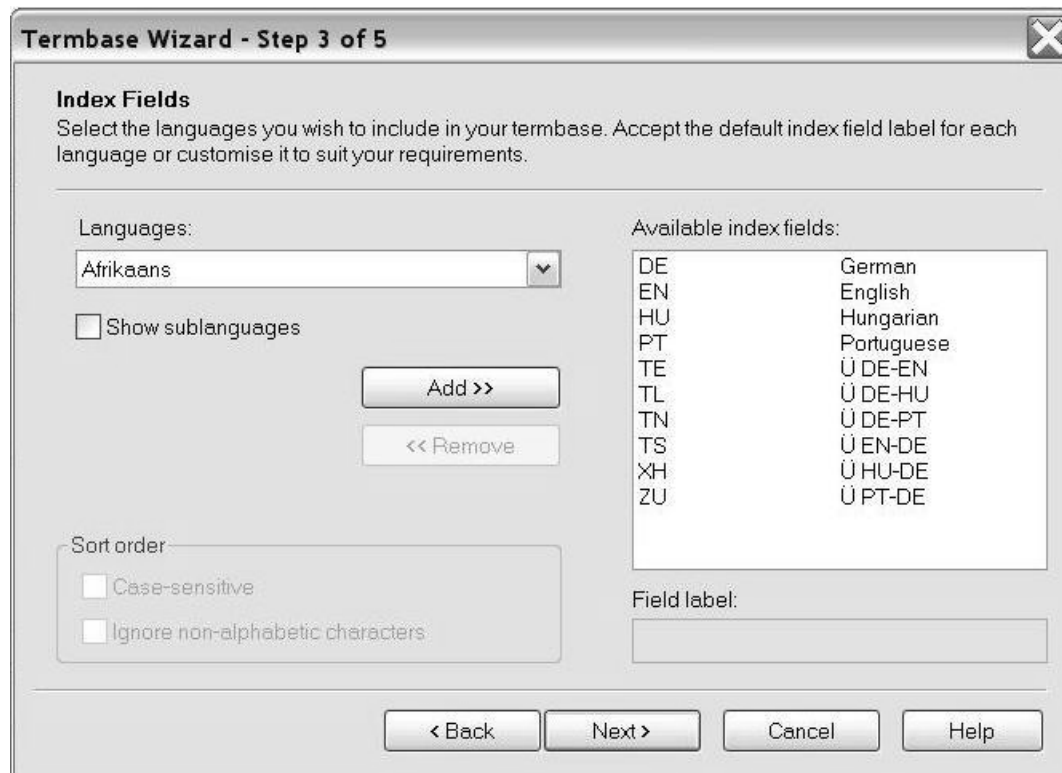 Termbase Wizard - Step 3 of 5
Index Fields
Select the languages you wish to include in your termbase. Accept the default index field label for each
language or customise it to suit your requirements.
Languages:
Afrikaans
Show sublanguages
Add >>
<< Remove
Sort order
Case-sensitive
Ignore non-alphabetic characters
Available index fields:
DE German
EN English
HU Hungarian
PT Portuguese
TE Ü DE-EN
TL Ü DE-HU
TN Ü DE-PT
TS Ü EN-DE
XH Ü HU-DE
ZU Ü PT-DE
Field label:
< Back Next > Cancel Help